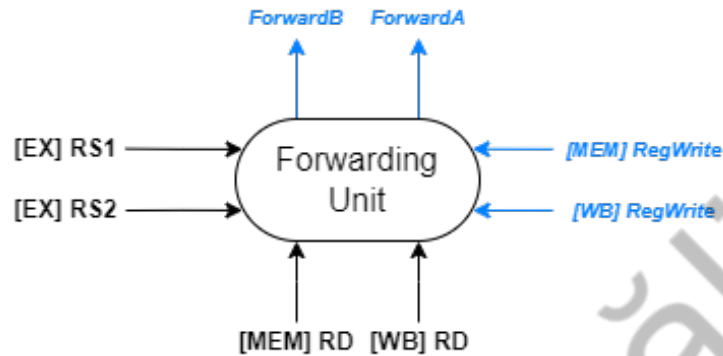 ForwardB ForwardA
[EX] RS1
Forwarding
Unit
[MEM] RegWrite
[EX] RS2
[WB] RegWrite
[MEM] RD [WB] RD